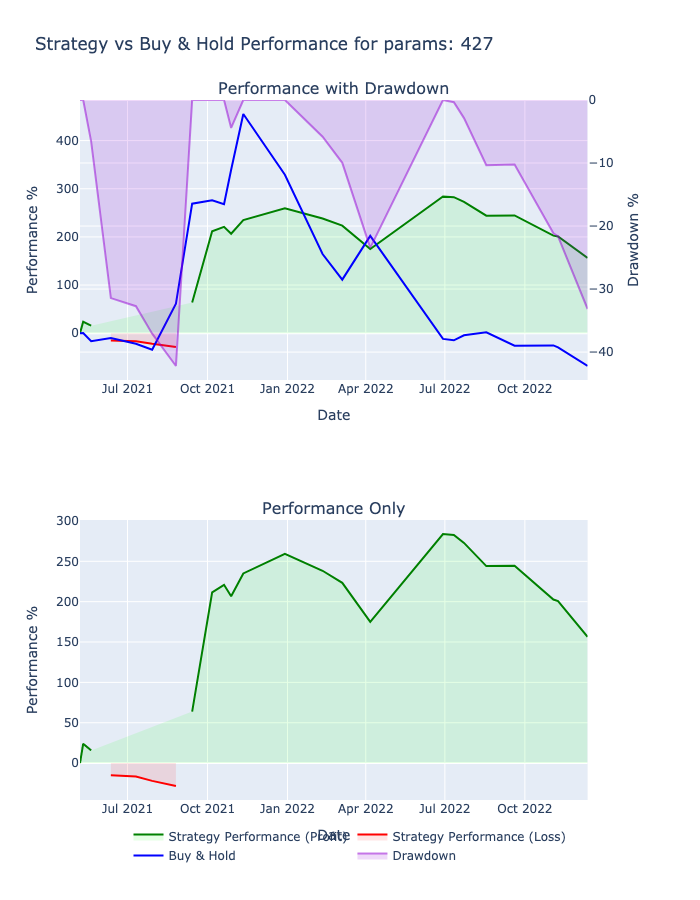 Strategy vs Buy & Hold Performance for params: 427
Performance with Drawdown
400
300
200
100
0
Performance %
0
−10
−20
−30
−40
Drawdown %
Jul 2021 Oct 2021 Jan 2022 Apr 2022 Jul 2022 Oct 2022
Date
Performance Only
300
250
200
150
100
50
0
Performance %
Jul 2021 Oct 2021 Jan 2022 Apr 2022 Jul 2022 Oct 2022
Date
Strategy Performance (Profit) Strategy Performance (Loss)
Buy & Hold Drawdown